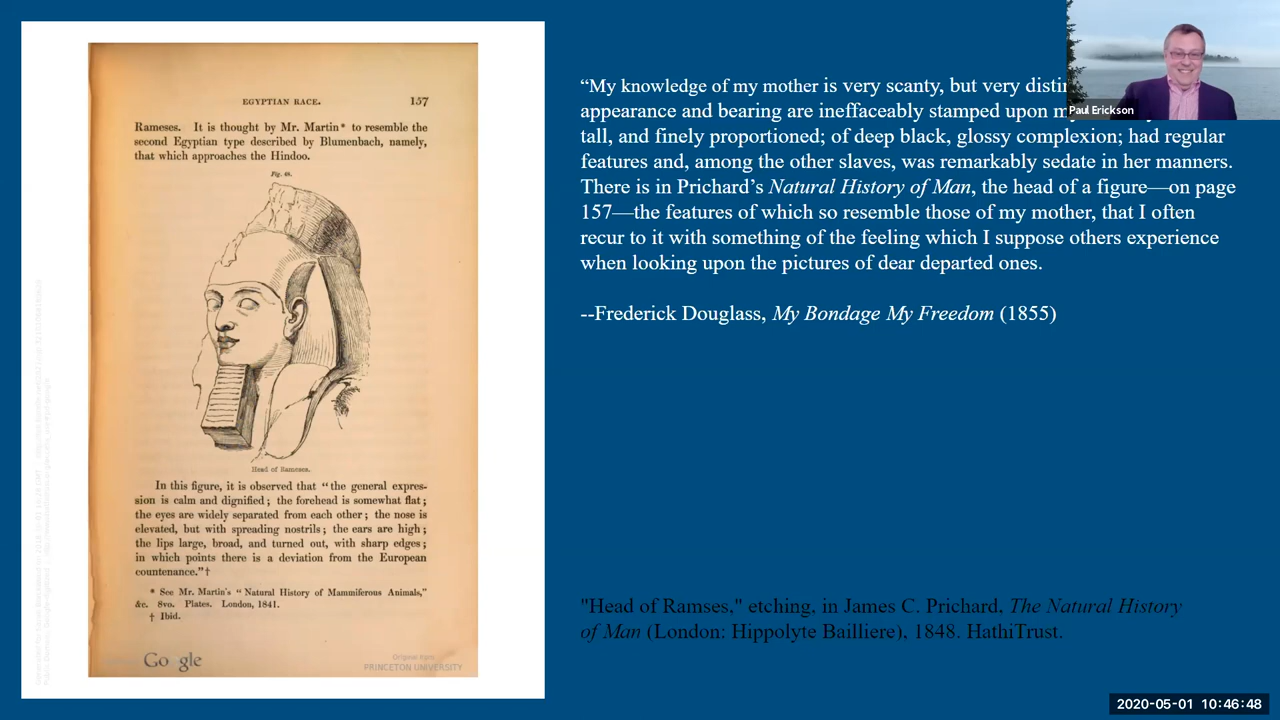 EGYPTIAN RACE. 157
Rameses. It is thought by Mr. Martin* to resemble the
second Egyptian type described by Blumenbach, namely,
that which approaches the Hindoo.
Fig. 48.
Head of Rameses.
In this figure, it is observed that “the general expres-
sion is calm and dignified; the forehead is somewhat flat;
the eyes are widely separated from each other; the nose is
elevated, but with spreading nostrils; the ears are high;
the lips large, broad, and turned out, with sharp edges;
in which points there is a deviation from the European
countenance.”†
* See Mr. Martin's “Natural History of Mammiferous Animals,”
&c. 8vo. Plates. London, 1841.
† Ibid.
Google
Original from
PRINCETON UNIVERSITY
“My knowledge of my mother is very scanty, but very
appearance and bearing are ineffaceably stamped upon
tall, and finely proportioned; of deep black, glossy complexion; had regular
features and, among the other slaves, was remarkably sedate in her manners.
There is in Prichard’s Natural History of Man, the head of a figure—on page
157—the features of which so resemble those of my mother, that I often
recur to it with something of the feeling which I suppose others experience
when looking upon the pictures of dear departed ones.
--Frederick Douglass, My Bondage My Freedom (1855)
"Head of Ramses," etching, in James C. Prichard, The Natural History
of Man (London: Hippolyte Bailliere), 1848. HathiTrust.
Paul Erickson
2020-05-01 10:46:48